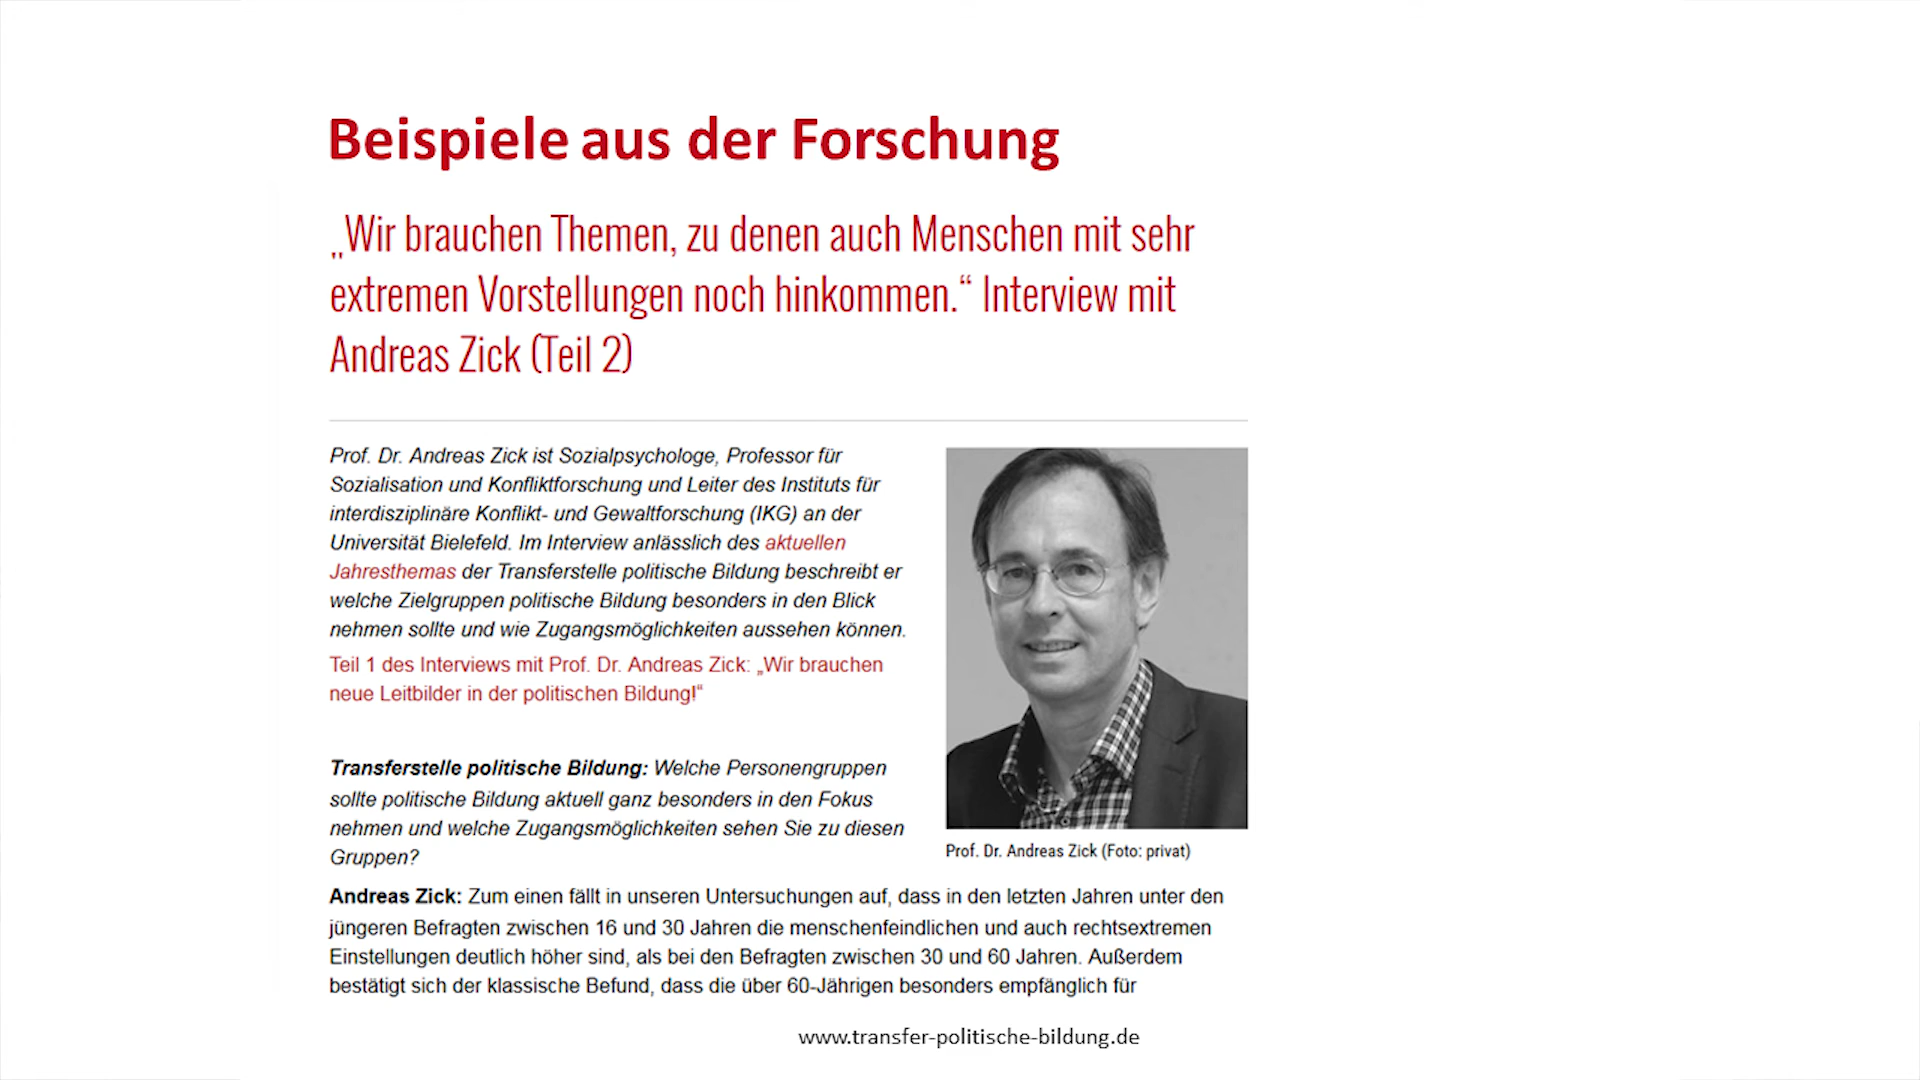 Beispiele aus der Forschung
„Wir brauchen Themen, zu denen auch Menschen mit sehr
extremen Vorstellungen noch hinkommen.“ Interview mit
Andreas Zick (Teil 2)
Prof. Dr. Andreas Zick ist Sozialpsychologe, Professor für
Sozialisation und Konfliktforschung und Leiter des Instituts für
interdisziplinäre Konflikt- und Gewaltforschung (IKG) an der
Universität Bielefeld. Im Interview anlässlich des aktuellen
Jahresthemas der Transferstelle politische Bildung beschreibt er
welche Zielgruppen politische Bildung besonders in den Blick
nehmen sollte und wie Zugangsmöglichkeiten aussehen können.
Teil 1 des Interviews mit Prof. Dr. Andreas Zick: „Wir brauchen
neue Leitbilder in der politischen Bildung!“
Transferstelle politische Bildung: Welche Personengruppen
sollte politische Bildung aktuell ganz besonders in den Fokus
nehmen und welche Zugangsmöglichkeiten sehen Sie zu diesen
Gruppen?
Prof. Dr. Andreas Zick (Foto: privat)
Andreas Zick: Zum einen fällt in unseren Untersuchungen auf, dass in den letzten Jahren unter den
jüngeren Befragten zwischen 16 und 30 Jahren die menschenfeindlichen und auch rechtsextremen
Einstellungen deutlich höher sind, als bei den Befragten zwischen 30 und 60 Jahren. Außerdem
bestätigt sich der klassische Befund, dass die über 60-Jährigen besonders empfänglich für
www.transfer-politische-bildung.de